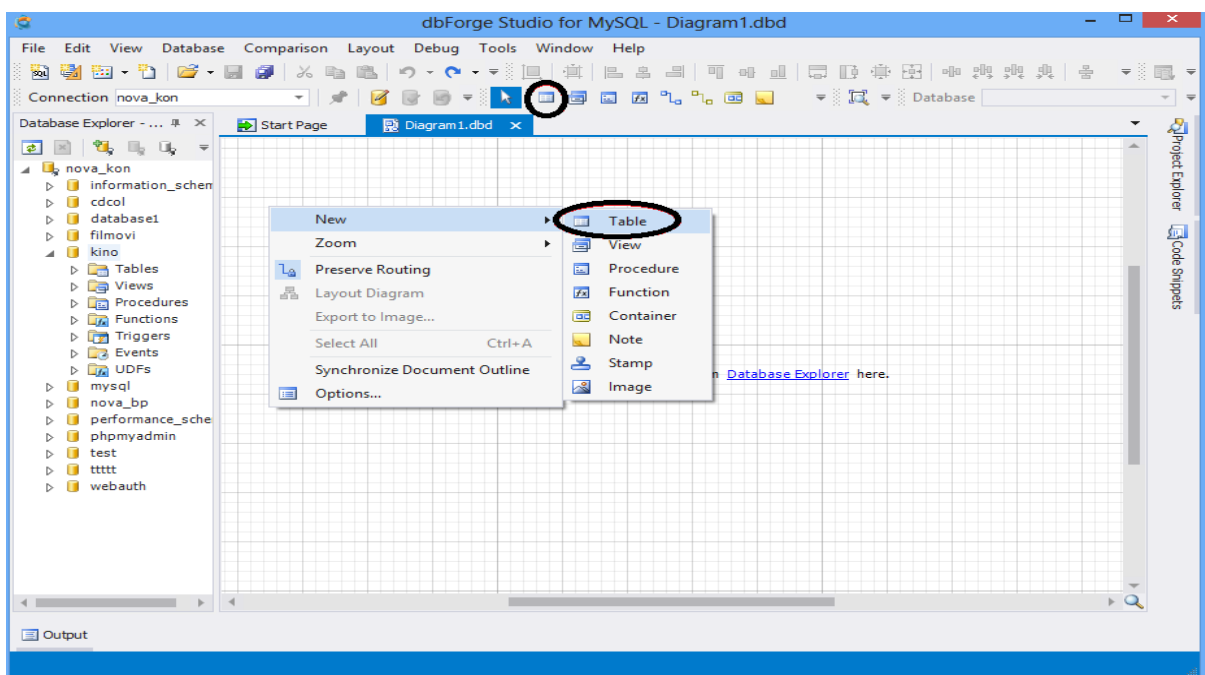 dbForge Studio for MySQL - Diagram1.dbd
File Edit View Database Comparison Layout Debug Tools Window Help
Connection nova_kon Database
Database Explorer - ... Start Page Diagram1.dbd
nova_kon
information_schem
cdcol
database1
filmovi
kino
Tables
Views
Procedures
Functions
Triggers
Events
UDFs
mysql
nova_bp
performance_sche
phpmyadmin
test
ttttt
webauth
New
Zoom
Preserve Routing
Layout Diagram
Export to Image...
Select All Ctrl+A
Synchronize Document Outline
Options...
Table
View
Procedure
Function
Container
Note
Stamp
Image
n Database Explorer here.
Project Explorer
Code Snippets
Output